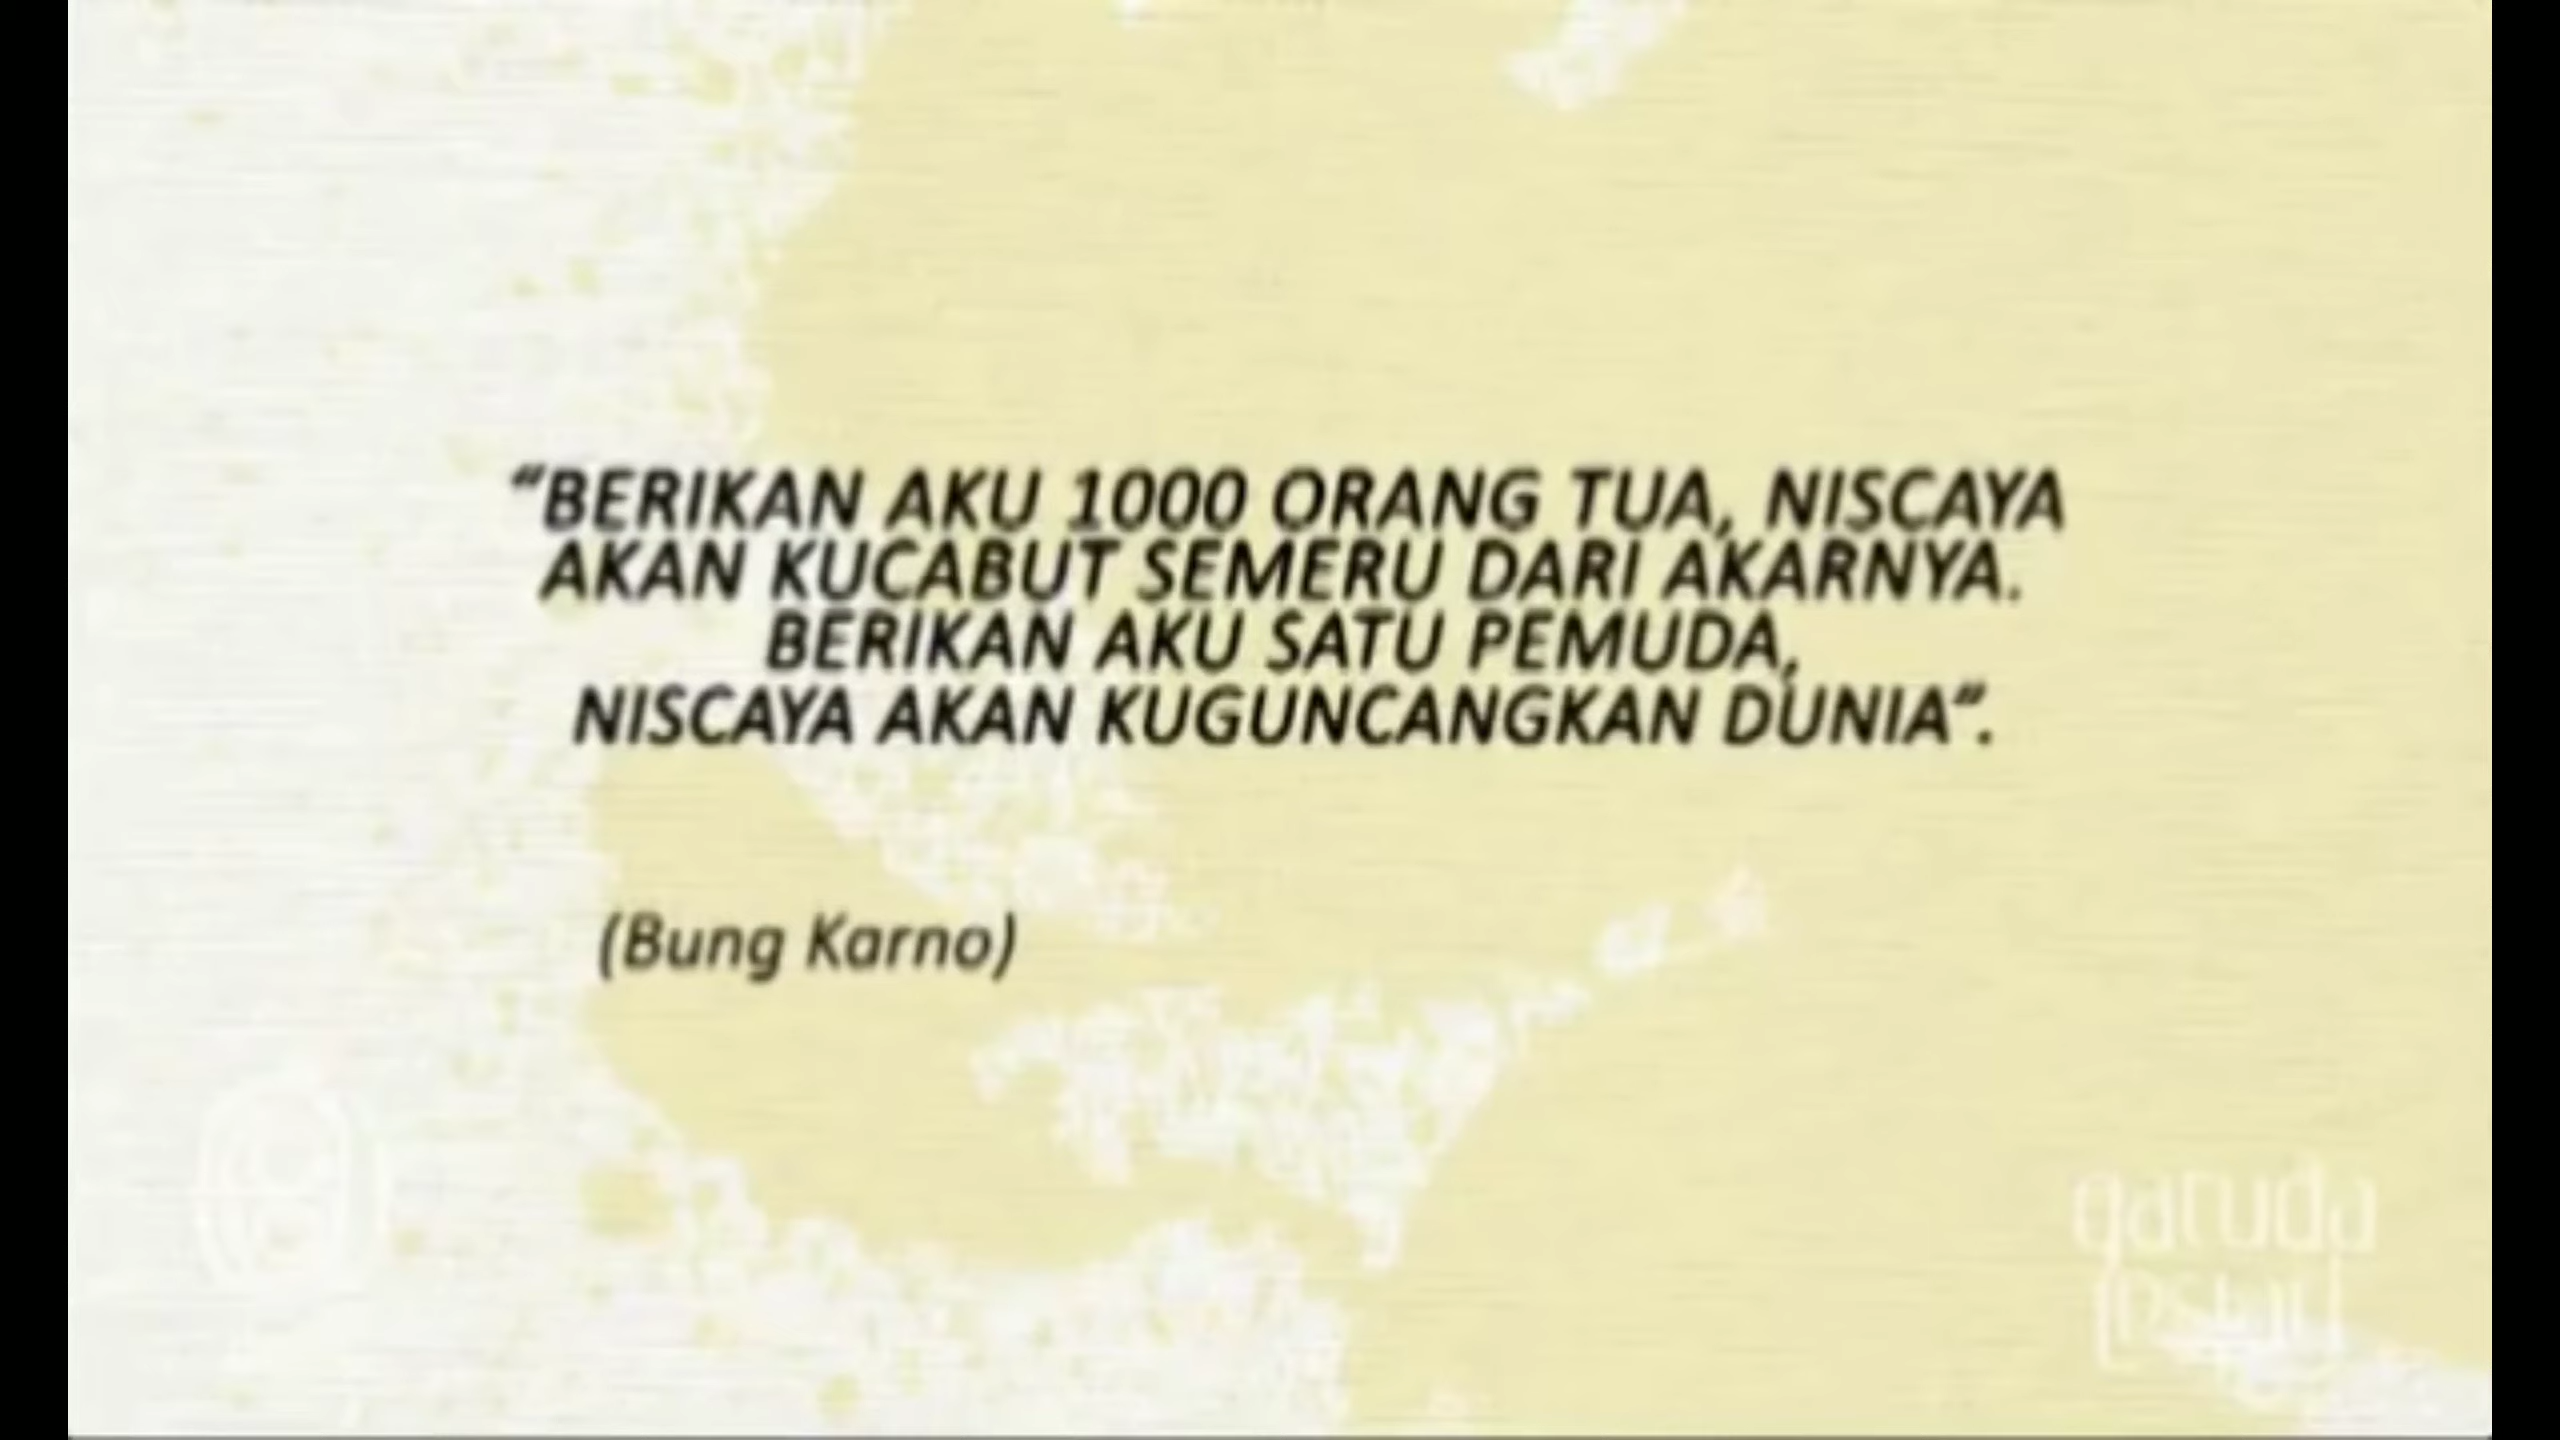 “BERIKAN AKU 1000 ORANG TUA, NISCAYA
AKAN KUCABUT SEMERU DARI AKARNYA.
BERIKAN AKU SATU PEMUDA,
NISCAYA AKAN KUGUNCANGKAN DUNIA“.
(Bung Karno)
garuda